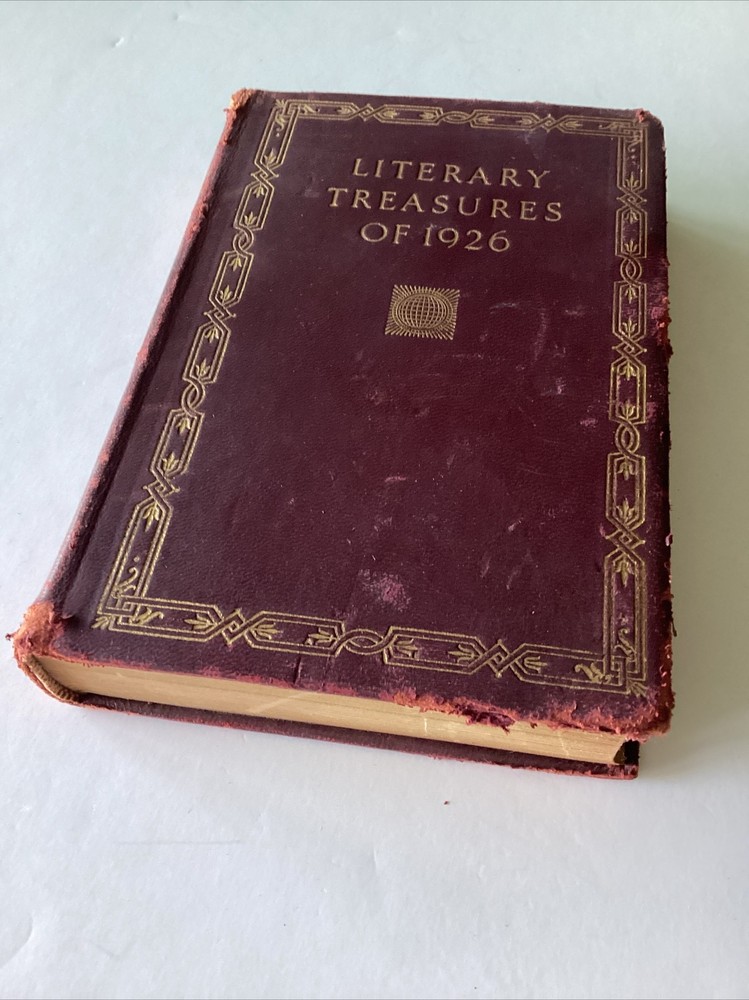 LITERARY
TREASURES
OF 1926